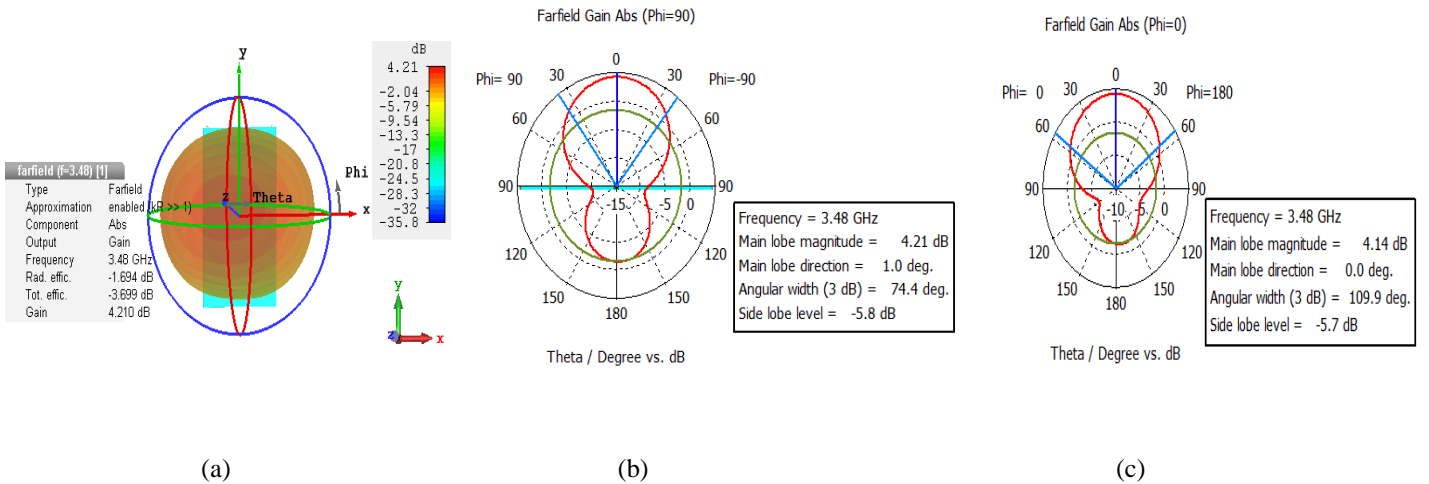 dB
4.21
-2.04
-5.79
-9.54
-13.3
-17
-20.8
-24.5
-28.3
-32
-35.8
y
Phi
z
Theta
x
farfield (f=3.48) [1]
Type Farfield
Approximation enabled (kR >> 1)
Component Abs
Output Gain
Frequency 3.48 GHz
Rad. effic. -1.694 dB
Tot. effic. -3.699 dB
Gain 4.210 dB
y
z
x
(a)
Farfield Gain Abs (Phi=90)
0
Phi= 90 30 30 Phi=-90
60 60
90 -15 -5 0 90
120 120
150 150
180
Frequency = 3.48 GHz
Main lobe magnitude = 4.21 dB
Main lobe direction = 1.0 deg.
Angular width (3 dB) = 74.4 deg.
Side lobe level = -5.8 dB
Theta / Degree vs. dB
(b)
Farfield Gain Abs (Phi=0)
0
Phi= 0 30 30 Phi=180
60 60
90 90
-10 -5 0
120 120
150 150
180
Frequency = 3.48 GHz
Main lobe magnitude = 4.14 dB
Main lobe direction = 0.0 deg.
Angular width (3 dB) = 109.9 deg.
Side lobe level = -5.7 dB
Theta / Degree vs. dB
(c)